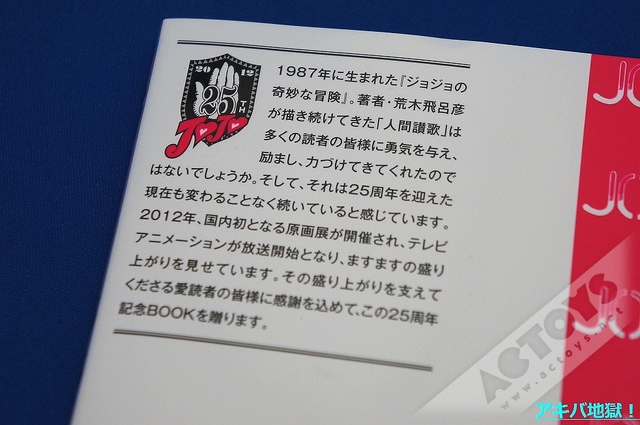 2012
25
TH
JoJo
1987年に生まれた『ジョジョの
奇妙な冒険』。著者・荒木飛呂彦
が描き続けてきた「人間讃歌」は
多くの読者の皆様に勇気を与え、
励まし、力づけてきてくれたので
はないでしょうか。そして、それは25周年を迎えた
現在も変わることなく続いていると感じています。
2012年、国内初となる原画展が開催され、テレビ
アニメーションが放送開始となり、ますますの盛り
上がりを見せています。その盛り上がりを支えて
くださる愛読者の皆様に感謝を込めて、この25周年
記念BOOKを贈ります。
ACTOYS
www.actoys.net
アキバ地獄！